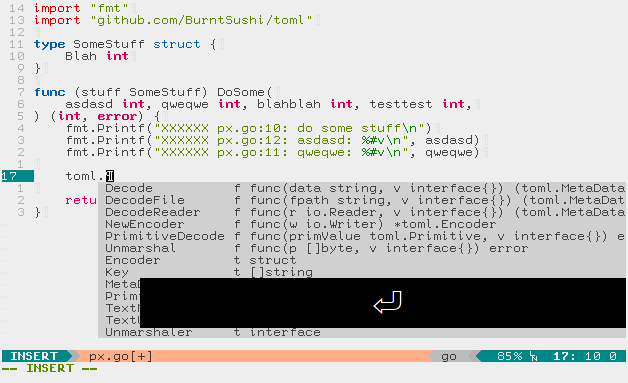 14 import "fmt"
13 import "github.com/BurntSushi/toml"
12
11 type SomeStuff struct {
10 Blah int
9 }
8
7 func (stuff SomeStuff) DoSome(
6 asdasd int, qweqwe int, blahblah int, testtest int,
5 ) (int, error) {
4 fmt.Printf("XXXXXX px.go:10: do some stuff\n")
3 fmt.Printf("XXXXXX px.go:12: asdasd: %#v\n", asdasd)
2 fmt.Printf("XXXXXX px.go:11: qweqwe: %#v\n", qweqwe)
1
17 toml.
1 Decode f func(data string, v interface{}) (toml.MetaData
2 retu DecodeFile f func(fpath string, v interface{}) (toml.MetaData
3 } DecodeReader f func(r io.Reader, v interface{}) (toml.MetaData
NewEncoder f func(w io.Writer) *toml.Encoder
PrimitiveDecode f func(primValue toml.Primitive, v interface{}) e
Unmarshal f func(p []byte, v interface{}) error
Encoder t struct
Key t []string
Meta
Prim
Text
Text
Unmarshaler t interface
INSERT px.go[+] go 85% 17: 10 0
-- INSERT --